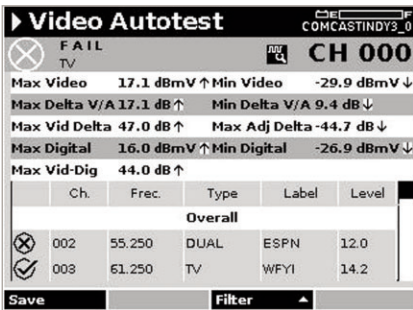 Video Autotest
COMCASTINDY3_0
FAIL CH 000
TV
Max Video 17.1 dBmV ↑ Min Video -29.9 dBmV ↓
Max Delta V/A 17.1 dB ↑ Min Delta V/A 9.4 dB ↓
Max Vid Delta 47.0 dB ↑ Max Adj Delta -44.7 dB ↓
Max Digital 16.0 dBmV ↑ Min Digital -26.9 dBmV ↓
Max Vid-Dig 44.0 dB ↑
Ch. Frec. Type Label Level
Overall
002 55.250 DUAL ESPN 12.0
003 61.250 TV WFYI 14.2
Save Filter